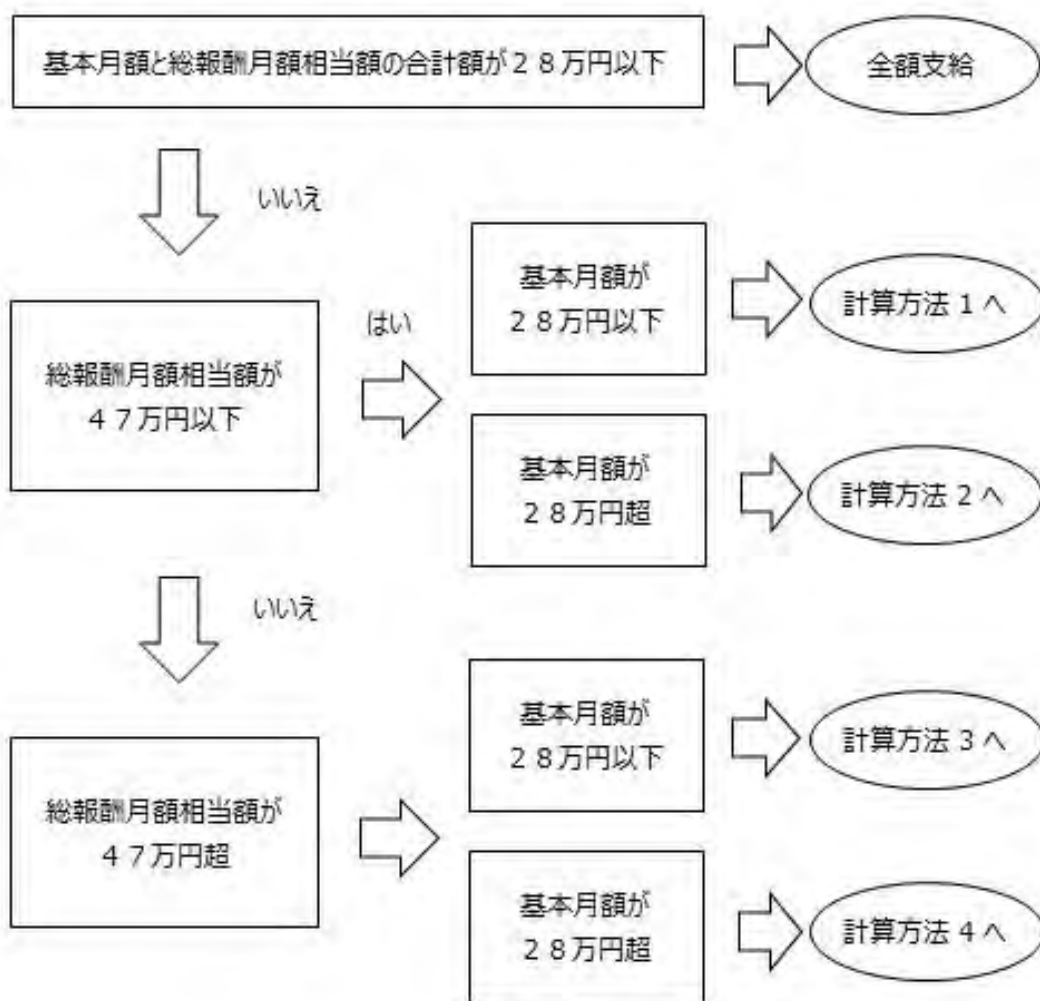 基本月額と総報酬月額相当額の合計額が２８万円以下
全額支給
いいえ
総報酬月額相当額が
４７万円以下
はい
基本月額が
２８万円以下
計算方法１へ
基本月額が
２８万円超
計算方法２へ
いいえ
総報酬月額相当額が
４７万円超
基本月額が
２８万円以下
計算方法３へ
基本月額が
２８万円超
計算方法４へ